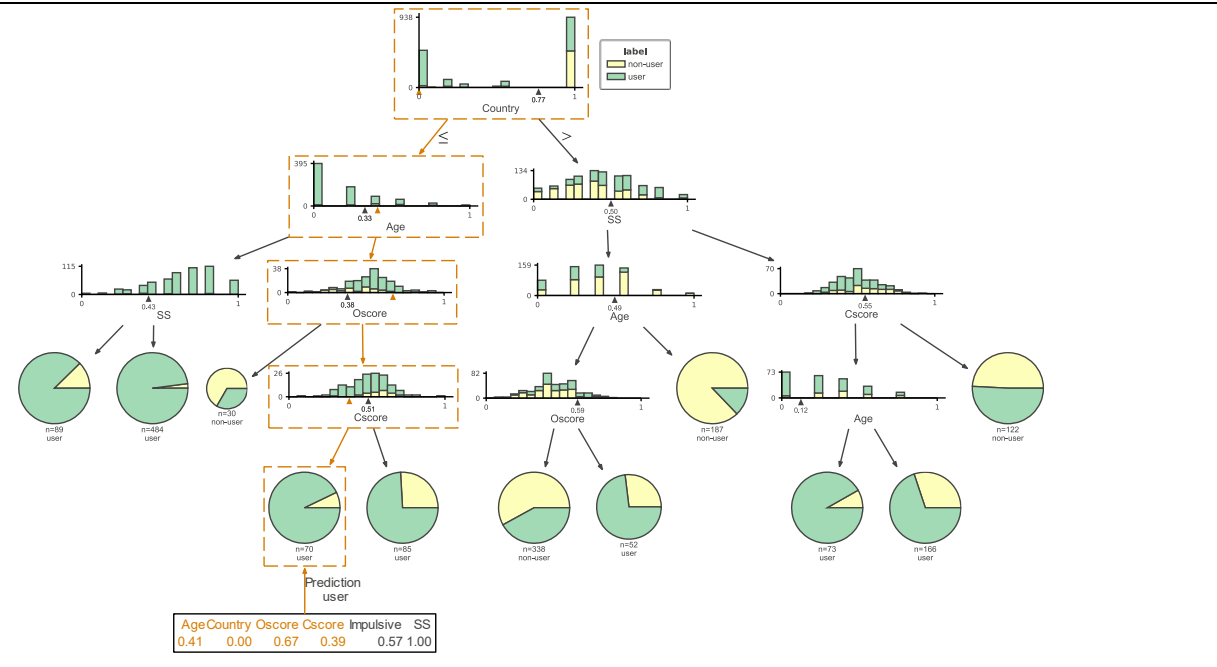 938
0
0
0.77
1
Country
label
non-user
user
≤
>
395
0
0
0.33
1
Age
134
0
0
0.50
1
SS
115
0
0
0.43
1
SS
38
0
0
0.38
1
Oscore
159
0
0
0.49
1
Age
70
0
0
0.55
1
Cscore
n=89
user
n=484
user
n=30
non-user
26
0
0
0.51
1
Cscore
82
0
0
0.59
1
Oscore
n=187
non-user
73
0
0
0.12
1
Age
n=122
non-user
n=70
user
n=85
user
n=338
non-user
n=52
user
n=73
user
n=166
user
Prediction
user
Age Country Oscore Cscore Impulsive SS
0.41 0.00 0.67 0.39 0.57 1.00